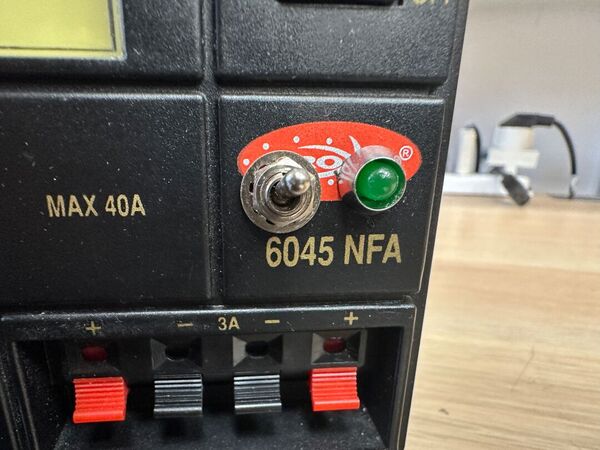 MAX 40A
®
6045 NFA
+ − 3A − +